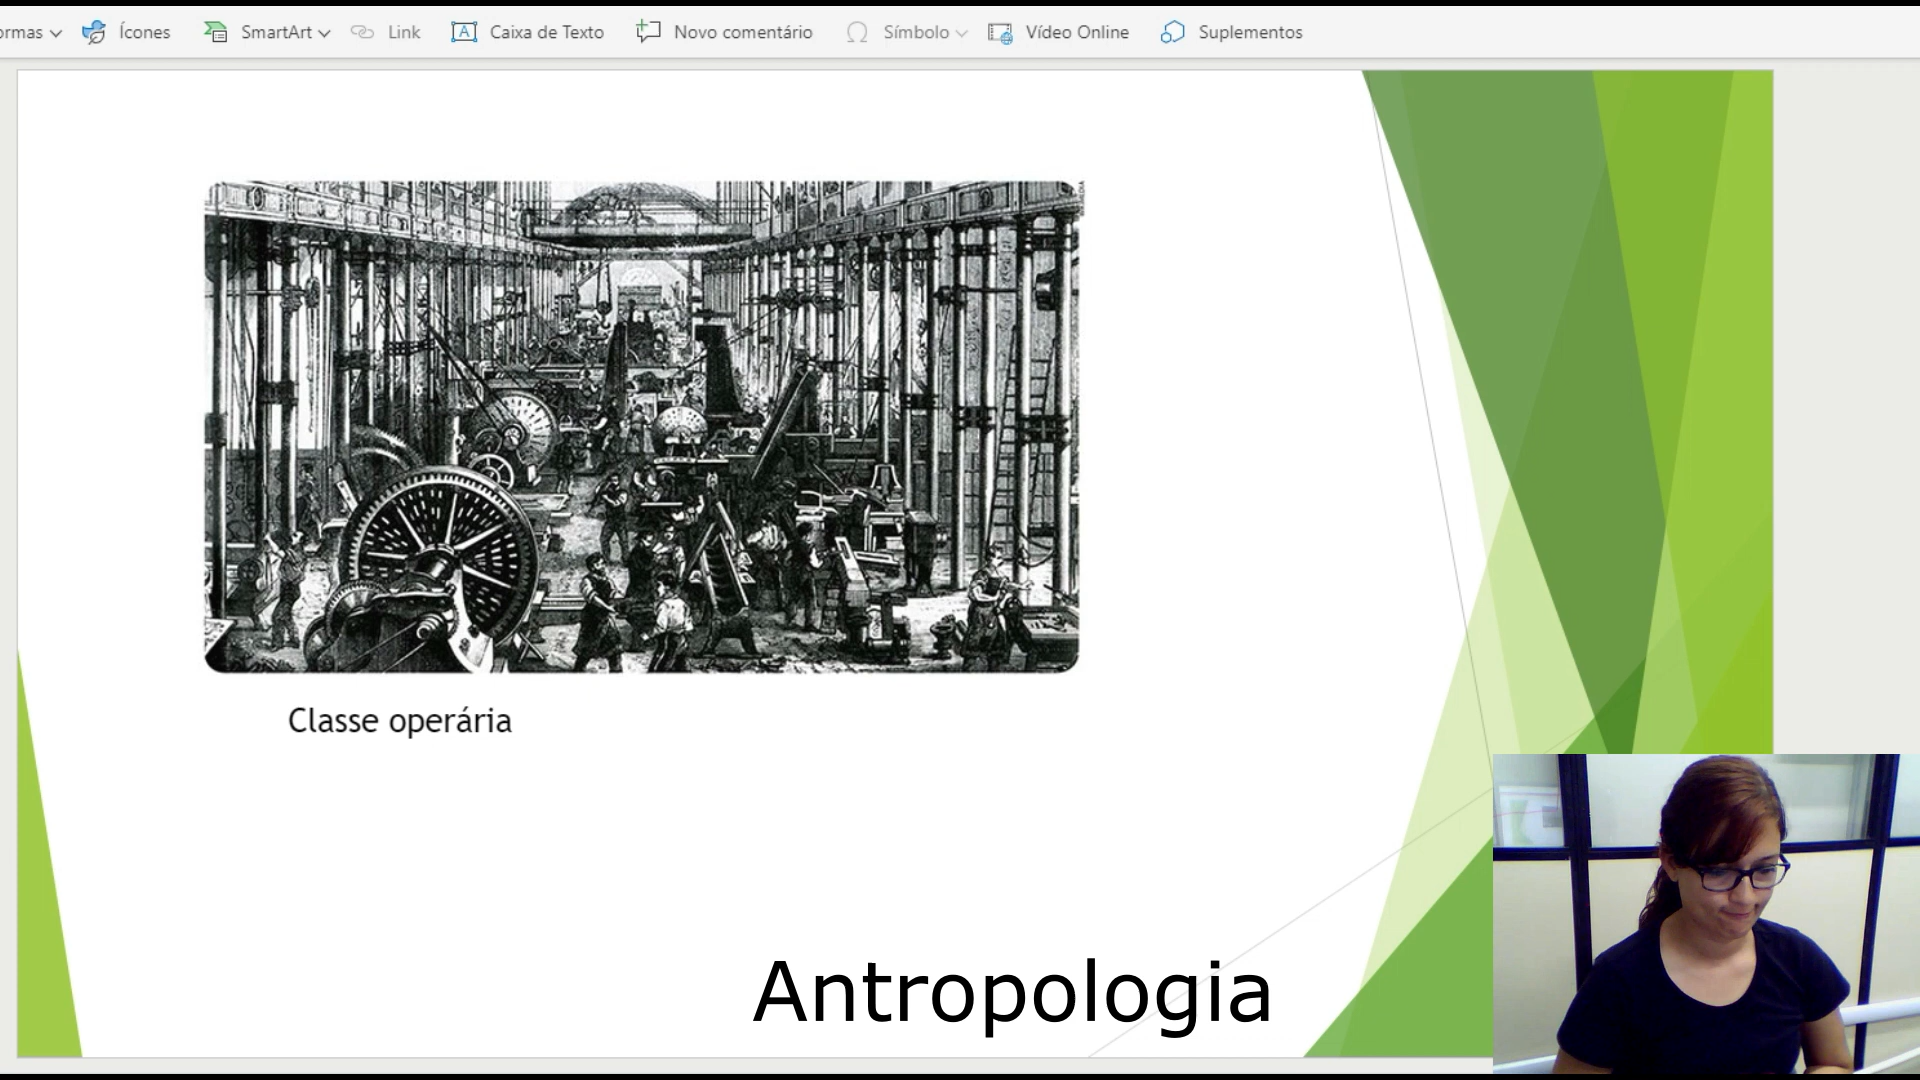 ormas Ícones SmartArt Link Caixa de Texto Novo comentário Símbolo Vídeo Online Suplementos
Classe operária
Antropologia